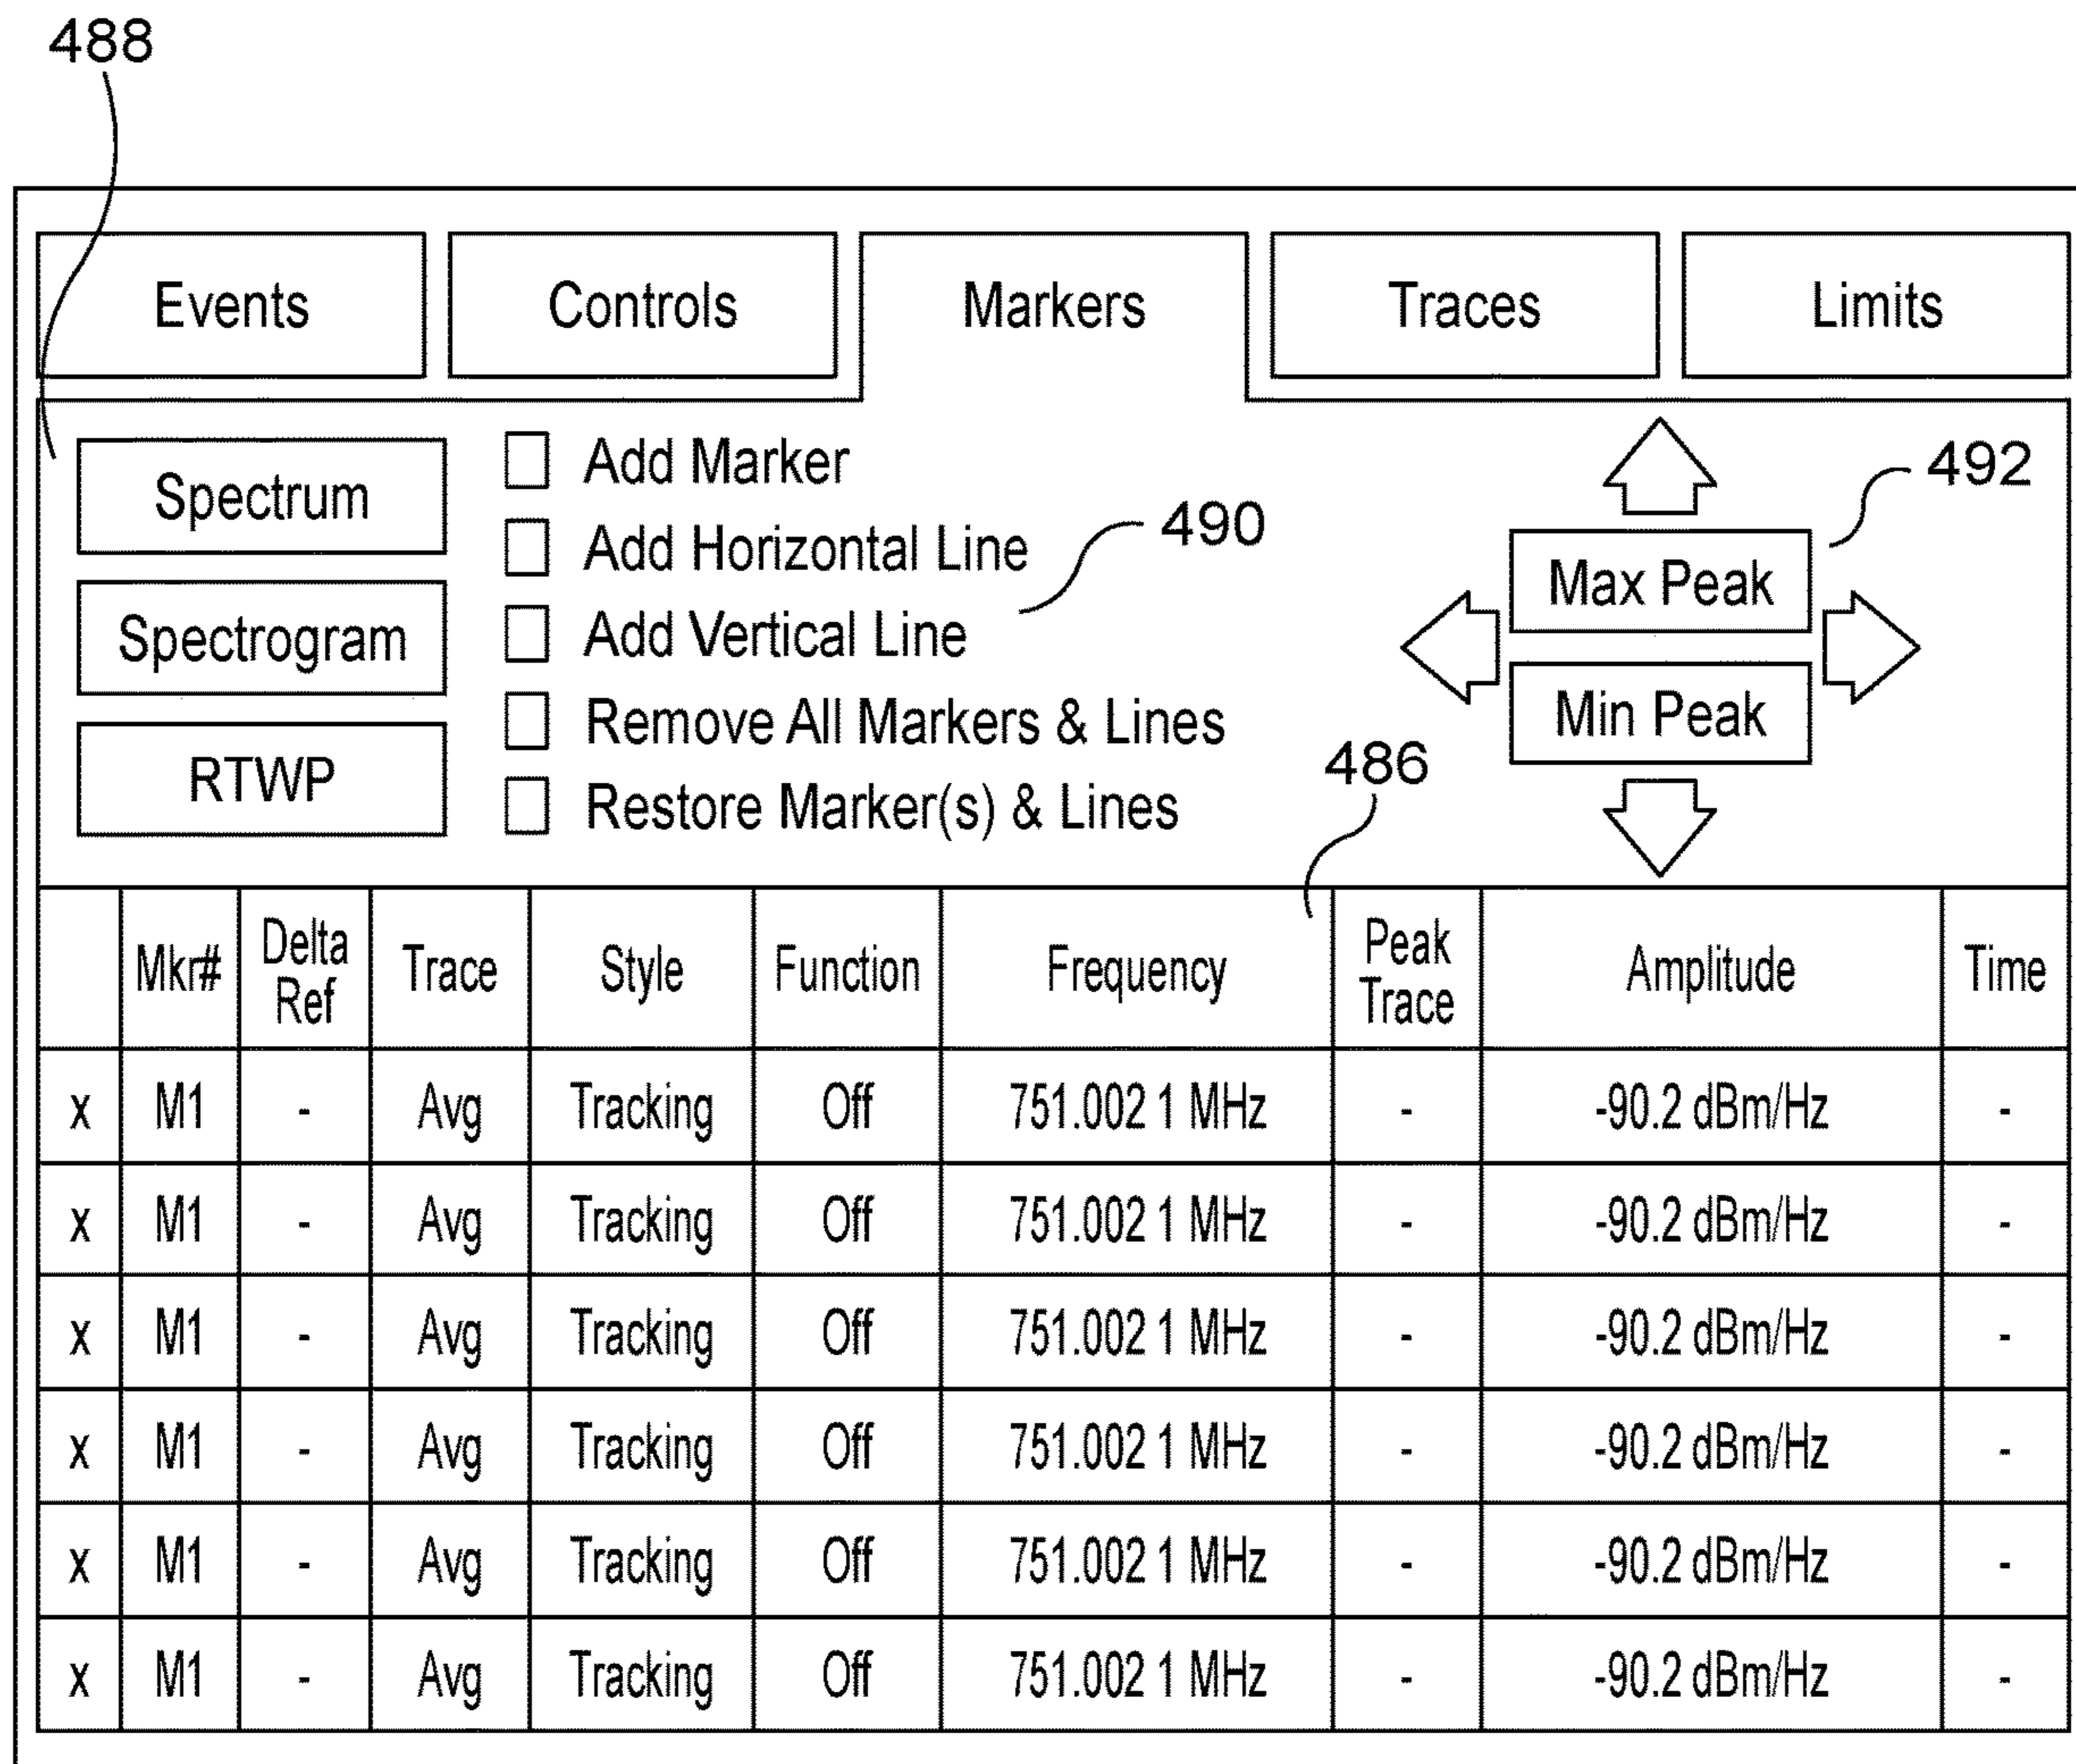 488
Events Controls Markers Traces Limits
Spectrum
Spectrogram
RTWP
Add Marker
Add Horizontal Line
Add Vertical Line
Remove All Markers & Lines
Restore Marker(s) & Lines
490
492
Max Peak
Min Peak
486
Mkr# Delta Ref Trace Style Function Frequency Peak Trace Amplitude Time
x M1 - Avg Tracking Off 751.002 1 MHz - -90.2 dBm/Hz -
x M1 - Avg Tracking Off 751.002 1 MHz - -90.2 dBm/Hz -
x M1 - Avg Tracking Off 751.002 1 MHz - -90.2 dBm/Hz -
x M1 - Avg Tracking Off 751.002 1 MHz - -90.2 dBm/Hz -
x M1 - Avg Tracking Off 751.002 1 MHz - -90.2 dBm/Hz -
x M1 - Avg Tracking Off 751.002 1 MHz - -90.2 dBm/Hz -